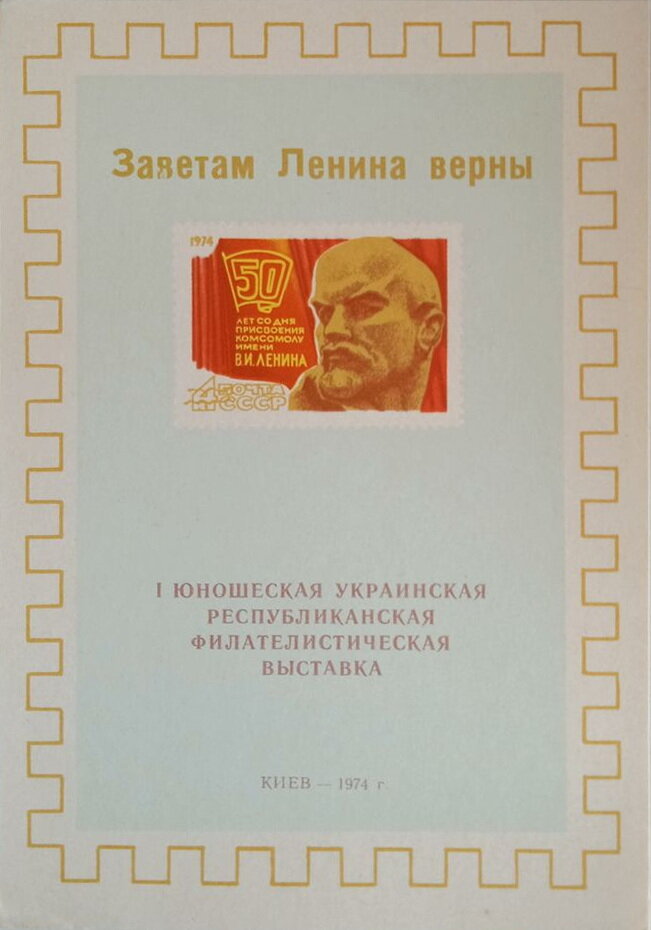 Заветам Ленина верны
1974
50
ЛЕТ СО ДНЯ
ПРИСВОЕНИЯ
КОМСОМОЛУ
ИМЕНИ
В.И.ЛЕНИНА
4 ПОЧТА
К СССР
I ЮНОШЕСКАЯ УКРАИНСКАЯ
РЕСПУБЛИКАНСКАЯ
ФИЛАТЕЛИСТИЧЕСКАЯ
ВЫСТАВКА
КИЕВ — 1974 г.